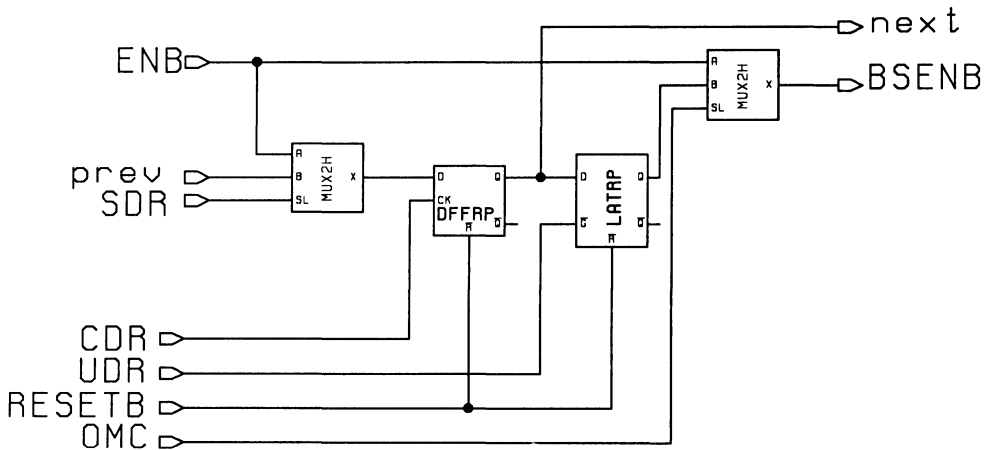 next
ENB
A
B
SL
MUX2H
X
BSENB
prev
SDR
A
B
SL
MUX2H
X
D
CK
Q
Q̅
DFFRP
R̅
D
G̅
Q
Q̅
LATRP
R̅
CDR
UDR
RESETB
OMC